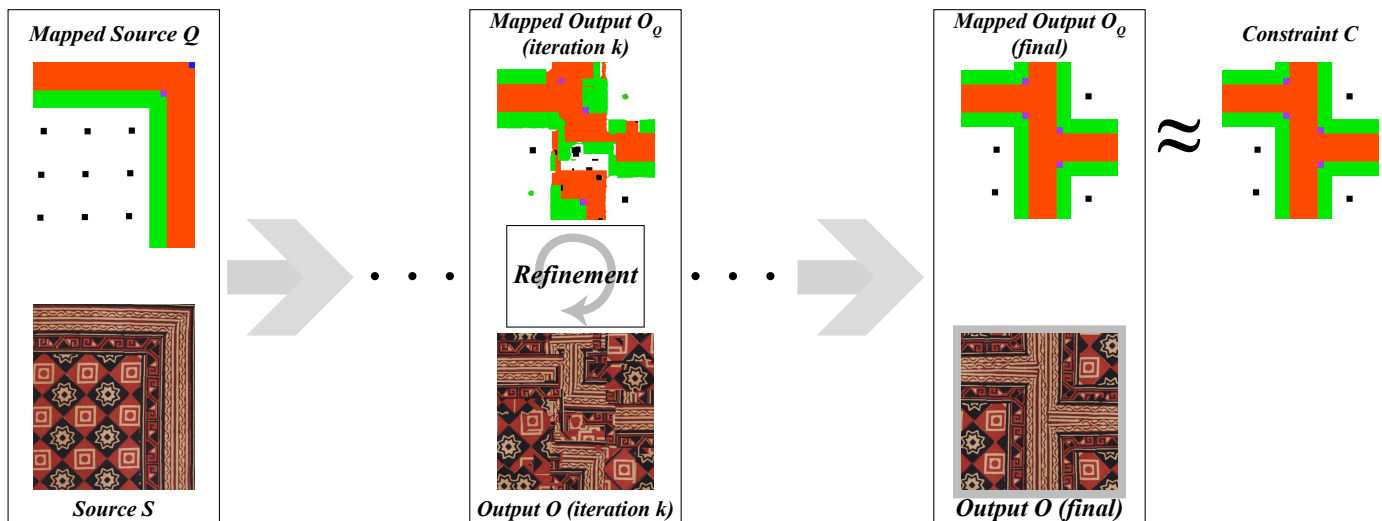 Mapped Source Q
Source S
Mapped Output O_Q
(iteration k)
Refinement
Output O (iteration k)
Mapped Output O_Q
(final)
Output O (final)
≈
Constraint C